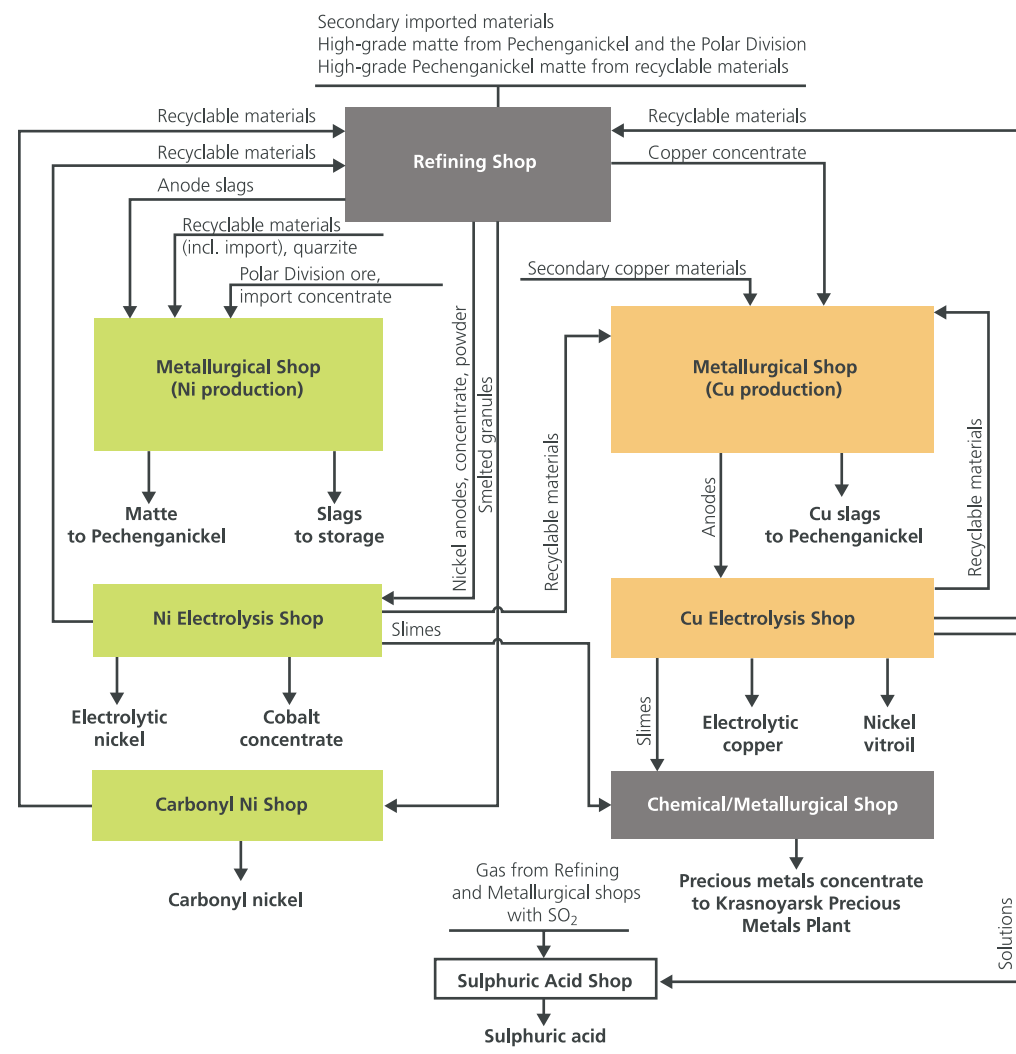 Secondary imported materials
High-grade matte from Pechenganickel and the Polar Division
High-grade Pechenganickel matte from recyclable materials
Recyclable materials
Recyclable materials
Refining Shop
Recyclable materials
Copper concentrate
Anode slags
Recyclable materials
(incl. import), quarzite
Polar Division ore,
import concentrate
Secondary copper materials
Metallurgical Shop
(Ni production)
Nickel anodes, concentrate, powder
Smelted granules
Recyclable materials
Metallurgical Shop
(Cu production)
Recyclable materials
Matte
to Pechenganickel
Slags
to storage
Anodes
Cu slags
to Pechenganickel
Ni Electrolysis Shop
Slimes
Cu Electrolysis Shop
Electrolytic
nickel
Cobalt
concentrate
Slimes
Electrolytic
copper
Nickel
vitroil
Carbonyl Ni Shop
Chemical/Metallurgical Shop
Carbonyl nickel
Gas from Refining
and Metallurgical shops
with SO₂
Precious metals concentrate
to Krasnoyarsk Precious
Metals Plant
Solutions
Sulphuric Acid Shop
Sulphuric acid